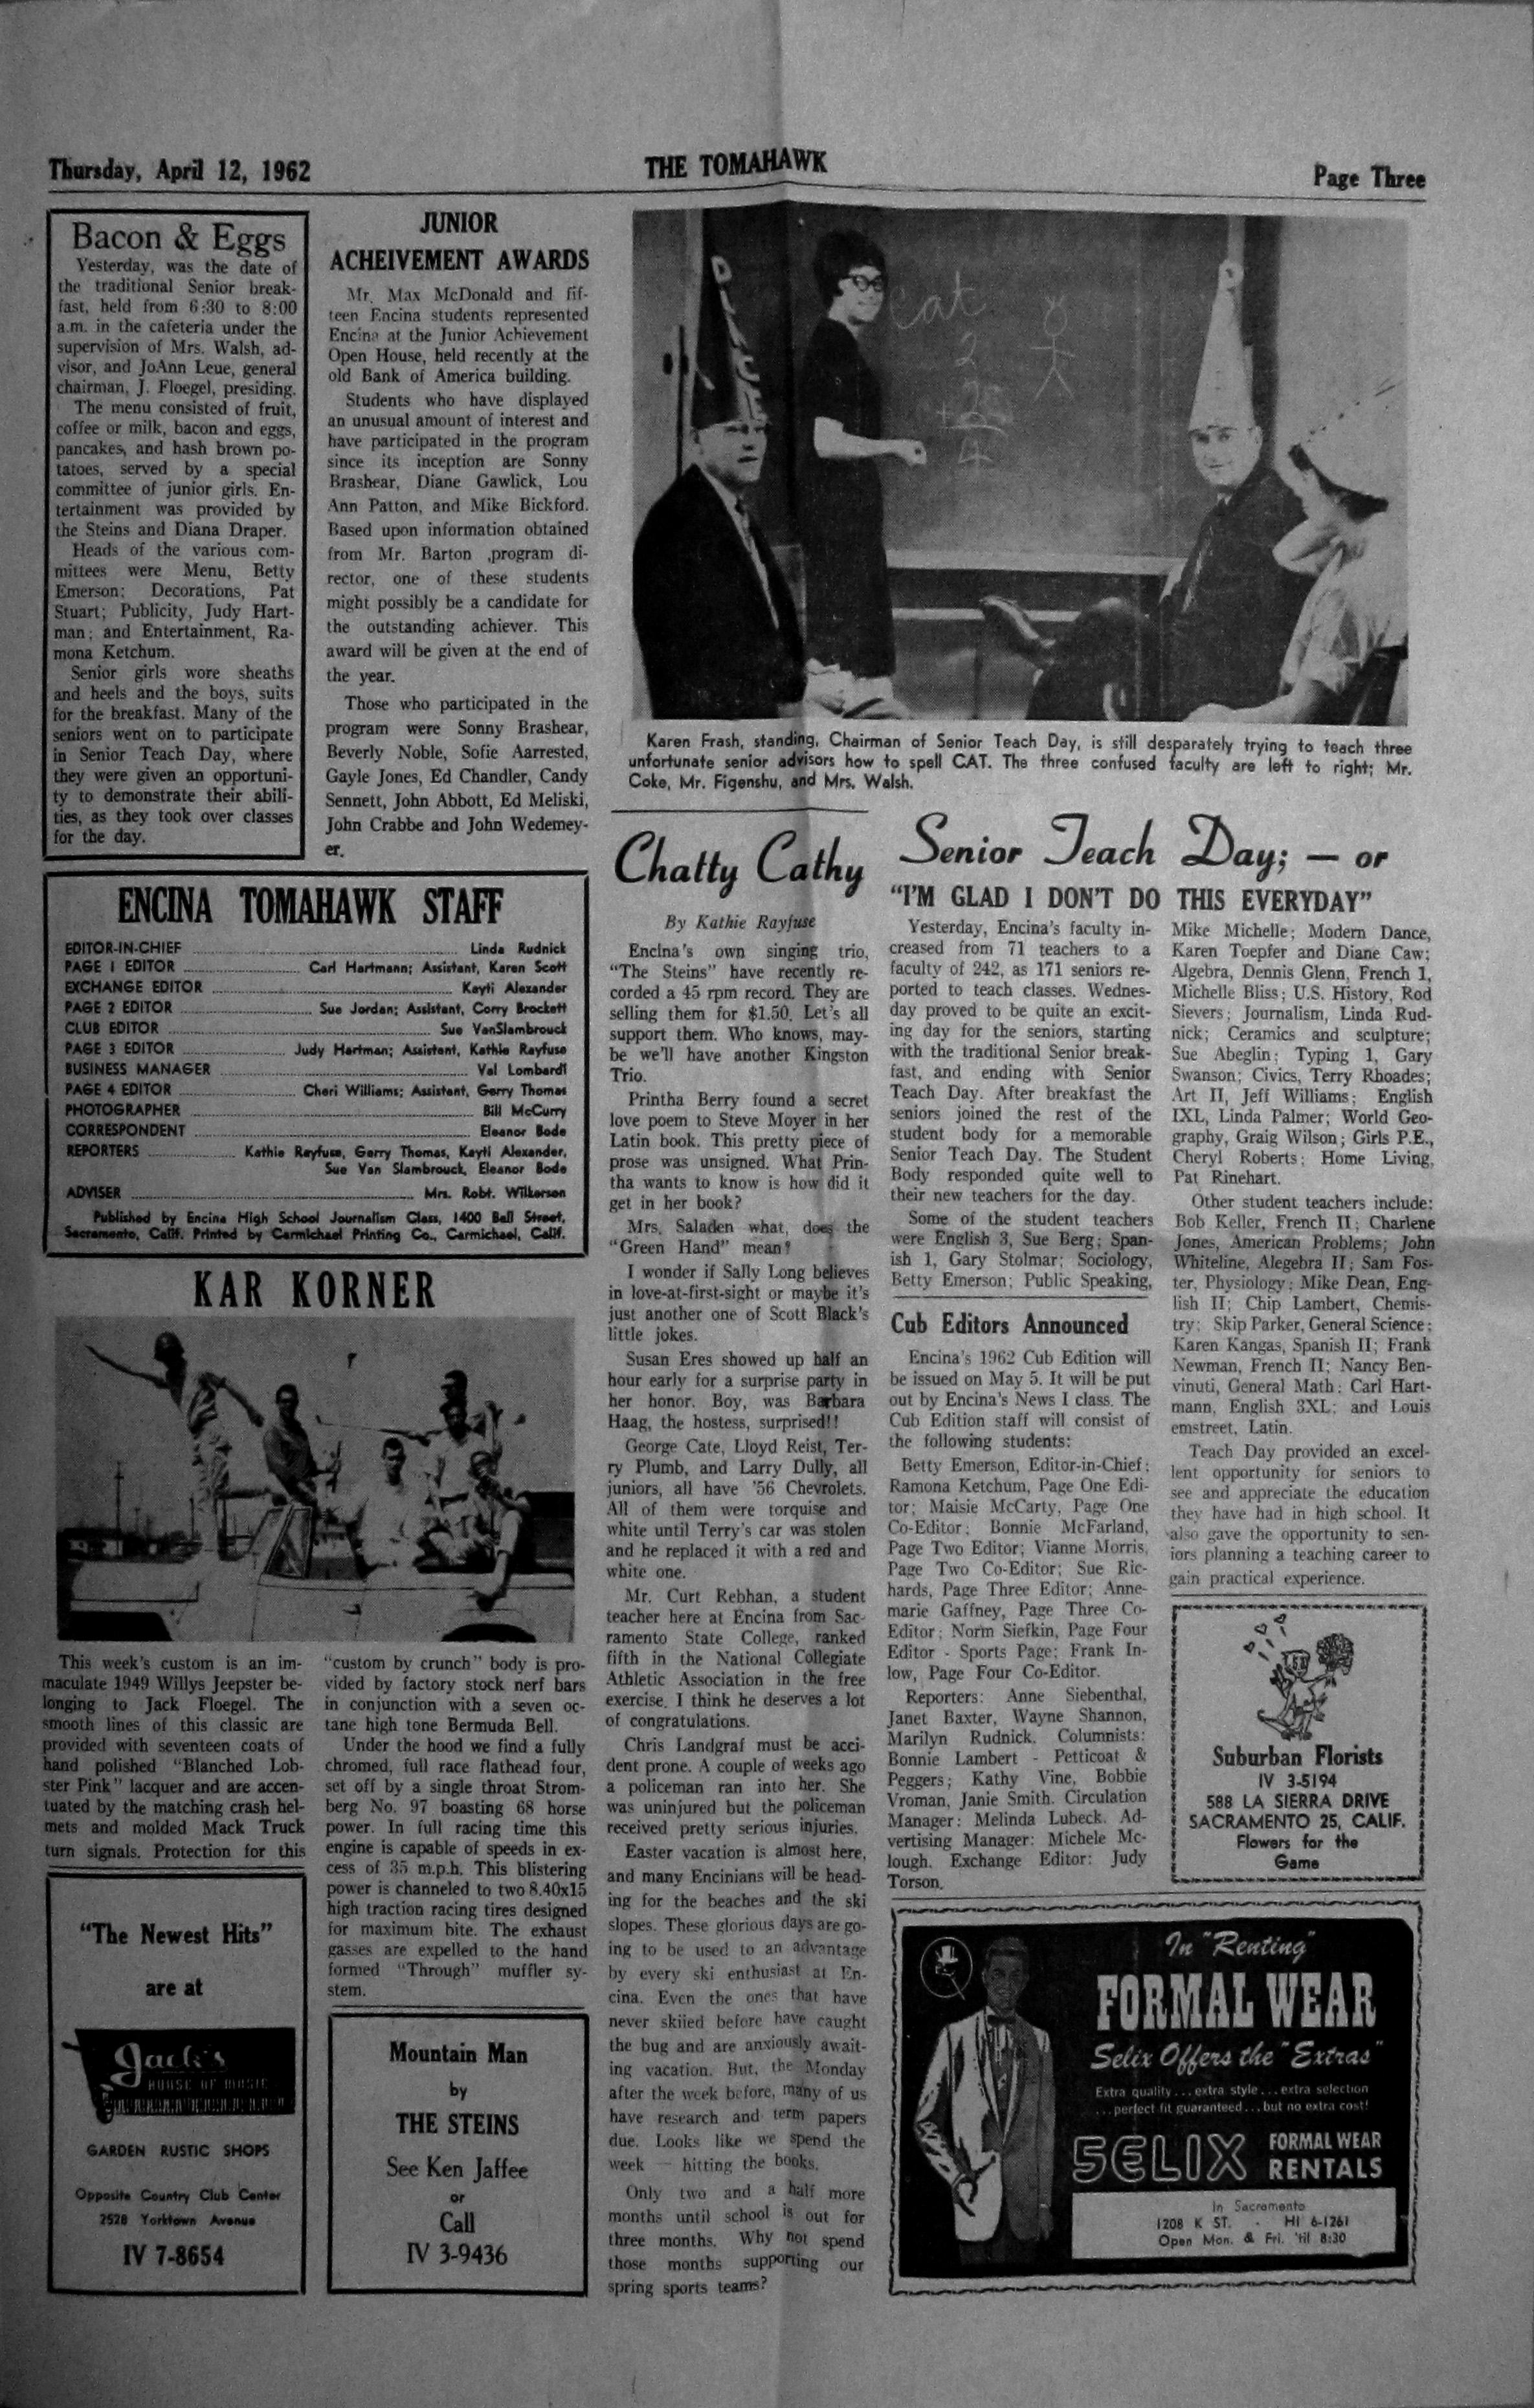 Thursday, April 12, 1962
THE TOMAHAWK
Page Three
Bacon & Eggs
Yesterday, was the date of
the traditional Senior break-
fast, held from 6:30 to 8:00
a.m. in the cafeteria under the
supervision of Mrs. Walsh, ad-
visor, and JoAnn Leue, general
chairman, J. Floegel, presiding.
The menu consisted of fruit,
coffee or milk, bacon and eggs,
pancakes, and hash brown po-
tatoes, served by a special
committee of junior girls. En-
tertainment was provided by
the Steins and Diana Draper.
Heads of the various com-
mittees were Menu, Betty
Emerson; Decorations, Pat
Stuart; Publicity, Judy Hart-
man; and Entertainment, Ra-
mona Ketchum.
Senior girls wore sheaths
and heels and the boys, suits
for the breakfast. Many of the
seniors went on to participate
in Senior Teach Day, where
they were given an opportuni-
ty to demonstrate their abili-
ties, as they took over classes
for the day.
JUNIOR
ACHEIVEMENT AWARDS
Mr. Max McDonald and fif-
teen Encina students represented
Encina at the Junior Achievement
Open House, held recently at the
old Bank of America building.
Students who have displayed
an unusual amount of interest and
have participated in the program
since its inception are Sonny
Brashear, Diane Gawlick, Lou
Ann Patton, and Mike Bickford.
Based upon information obtained
from Mr. Barton ,program di-
rector, one of these students
might possibly be a candidate for
the outstanding achiever. This
award will be given at the end of
the year.
Those who participated in the
program were Sonny Brashear,
Beverly Noble, Sofie Aarrested,
Gayle Jones, Ed Chandler, Candy
Sennett, John Abbott, Ed Meliski,
John Crabbe and John Wedemey-
er.
DUNCE
cat
2
+2
4
Karen Frash, standing, Chairman of Senior Teach Day, is still desparately trying to teach three
unfortunate senior advisors how to spell CAT. The three confused faculty are left to right; Mr.
Coke, Mr. Figenshu, and Mrs. Walsh.
ENCINA TOMAHAWK STAFF
EDITOR-IN-CHIEF Linda Rudnick
PAGE 1 EDITOR Carl Hartmann; Assistant, Karen Scott
EXCHANGE EDITOR Kayti Alexander
PAGE 2 EDITOR Sue Jordan; Assistant, Corry Brockett
CLUB EDITOR Sue VanSlambrouck
PAGE 3 EDITOR Judy Hartman; Assistant, Kathie Rayfuse
BUSINESS MANAGER Val Lombardi
PAGE 4 EDITOR Cheri Williams; Assistant, Gerry Thomas
PHOTOGRAPHER Bill McCurry
CORRESPONDENT Eleanor Bode
REPORTERS Kathie Rayfuse, Gerry Thomas, Kayti Alexander,
Sue Van Slambrouck, Eleanor Bode
ADVISER Mrs. Robt. Wilkerson
Published by Encina High School Journalism Class, 1400 Bell Street,
Sacramento, Calif. Printed by Carmichael Printing Co., Carmichael, Calif.
KAR KORNER
This week's custom is an im-
maculate 1949 Willys Jeepster be-
longing to Jack Floegel. The
smooth lines of this classic are
provided with seventeen coats of
hand polished "Blanched Lob-
ster Pink" lacquer and are accen-
tuated by the matching crash hel-
mets and molded Mack Truck
turn signals. Protection for this
"custom by crunch" body is pro-
vided by factory stock nerf bars
in conjunction with a seven oc-
tane high tone Bermuda Bell.
Under the hood we find a fully
chromed, full race flathead four,
set off by a single throat Strom-
berg No. 97 boasting 68 horse
power. In full racing time this
engine is capable of speeds in ex-
cess of 35 m.p.h. This blistering
power is channeled to two 8.40x15
high traction racing tires designed
for maximum bite. The exhaust
gasses are expelled to the hand
formed "Through" muffler sy-
stem.
"The Newest Hits"
are at
Jack's
HOUSE OF MUSIC
GARDEN RUSTIC SHOPS
Opposite Country Club Center
2528 Yorktown Avenue
IV 7-8654
Mountain Man
by
THE STEINS
See Ken Jaffee
or
Call
IV 3-9436
Chatty Cathy
By Kathie Rayfuse
Encina's own singing trio,
"The Steins" have recently re-
corded a 45 rpm record. They are
selling them for $1.50. Let's all
support them. Who knows, may-
be we'll have another Kingston
Trio.
Printha Berry found a secret
love poem to Steve Moyer in her
Latin book. This pretty piece of
prose was unsigned. What Prin-
tha wants to know is how did it
get in her book?
Mrs. Saladen what, does the
"Green Hand" mean?
I wonder if Sally Long believes
in love-at-first-sight or maybe it's
just another one of Scott Black's
little jokes.
Susan Eres showed up half an
hour early for a surprise party in
her honor. Boy, was Barbara
Haag, the hostess, surprised!!
George Cate, Lloyd Reist, Ter-
ry Plumb, and Larry Dully, all
juniors, all have '56 Chevrolets.
All of them were torquise and
white until Terry's car was stolen
and he replaced it with a red and
white one.
Mr. Curt Rebhan, a student
teacher here at Encina from Sac-
ramento State College, ranked
fifth in the National Collegiate
Athletic Association in the free
exercise. I think he deserves a lot
of congratulations.
Chris Landgraf must be acci-
dent prone. A couple of weeks ago
a policeman ran into her. She
was uninjured but the policeman
received pretty serious injuries.
Easter vacation is almost here,
and many Encinians will be head-
ing for the beaches and the ski
slopes. These glorious days are go-
ing to be used to an advantage
by every ski enthusiast at En-
cina. Even the ones that have
never skiied before have caught
the bug and are anxiously await-
ing vacation. But, the Monday
after the week before, many of us
have research and term papers
due. Looks like we spend the
week — hitting the books.
Only two and a half more
months until school is out for
three months. Why not spend
those months supporting our
spring sports teams?
Senior Teach Day; — or
"I'M GLAD I DON'T DO THIS EVERYDAY"
Yesterday, Encina's faculty in-
creased from 71 teachers to a
faculty of 242, as 171 seniors re-
ported to teach classes. Wednes-
day proved to be quite an excit-
ing day for the seniors, starting
with the traditional Senior break-
fast, and ending with Senior
Teach Day. After breakfast the
seniors joined the rest of the
student body for a memorable
Senior Teach Day. The Student
Body responded quite well to
their new teachers for the day.
Some of the student teachers
were English 3, Sue Berg; Span-
ish 1, Gary Stolmar; Sociology,
Betty Emerson; Public Speaking,
Mike Michelle; Modern Dance,
Karen Toepfer and Diane Caw;
Algebra, Dennis Glenn, French 1,
Michelle Bliss; U.S. History, Rod
Sievers; Journalism, Linda Rud-
nick; Ceramics and sculpture;
Sue Abeglin; Typing 1, Gary
Swanson; Civics, Terry Rhoades;
Art II, Jeff Williams; English
IXL, Linda Palmer; World Geo-
graphy, Graig Wilson; Girls P.E.,
Cheryl Roberts; Home Living,
Pat Rinehart.
Other student teachers include:
Bob Keller, French II; Charlene
Jones, American Problems; John
Whiteline, Alegebra II; Sam Fos-
ter, Physiology; Mike Dean, Eng-
lish II; Chip Lambert, Chemis-
try; Skip Parker, General Science;
Karen Kangas, Spanish II; Frank
Newman, French II; Nancy Ben-
vinuti, General Math; Carl Hart-
mann, English 3XL; and Louis
emstreet, Latin.
Teach Day provided an excel-
lent opportunity for seniors to
see and appreciate the education
they have had in high school. It
also gave the opportunity to sen-
iors planning a teaching career to
gain practical experience.
Cub Editors Announced
Encina's 1962 Cub Edition will
be issued on May 5. It will be put
out by Encina's News I class. The
Cub Edition staff will consist of
the following students:
Betty Emerson, Editor-in-Chief;
Ramona Ketchum, Page One Edi-
tor; Maisie McCarty, Page One
Co-Editor; Bonnie McFarland,
Page Two Editor; Vianne Morris,
Page Two Co-Editor; Sue Ric-
hards, Page Three Editor; Anne-
marie Gaffney, Page Three Co-
Editor; Norm Siefkin, Page Four
Editor - Sports Page; Frank In-
low, Page Four Co-Editor.
Reporters: Anne Siebenthal,
Janet Baxter, Wayne Shannon,
Marilyn Rudnick. Columnists:
Bonnie Lambert - Petticoat &
Peggers; Kathy Vine, Bobbie
Vroman, Janie Smith. Circulation
Manager: Melinda Lubeck. Ad-
vertising Manager: Michele Mc-
lough. Exchange Editor: Judy
Torson.
Suburban Florists
IV 3-5194
588 LA SIERRA DRIVE
SACRAMENTO 25, CALIF.
Flowers for the
Game
In "Renting"
FORMAL WEAR
Selix Offers the "Extras"
Extra quality...extra style...extra selection
...perfect fit guaranteed...but no extra cost!
SELIX FORMAL WEAR
RENTALS
In Sacramento
1208 K ST. - HI 6-1261
Open Mon. & Fri. 'til 8:30